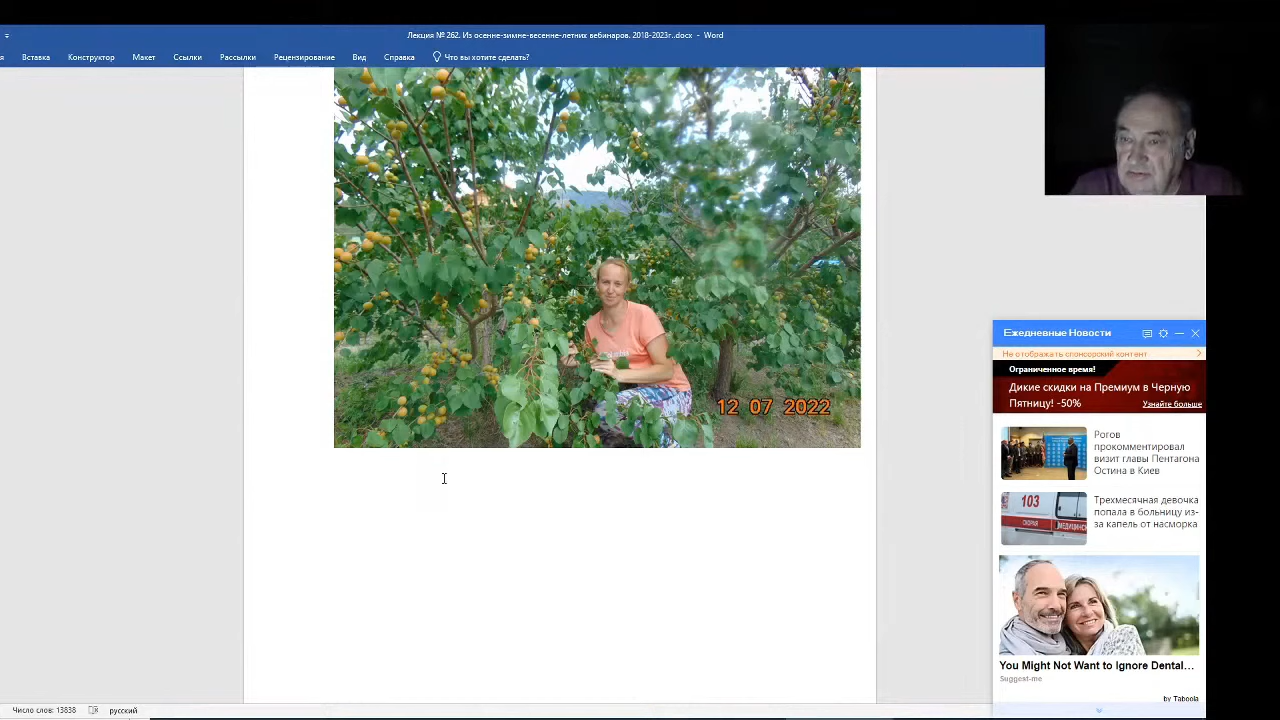 Лекция № 262. Из осенне-зимне-весенне-летних вебинаров. 2018-2023г..docx - Word
я Вставка Конструктор Макет Ссылки Рассылки Рецензирование Вид Справка Что вы хотите сделать?
12 07 2022
Ежедневные Новости
Не отображать спонсорский контент
Ограниченное время!
Дикие скидки на Премиум в Черную
Пятницу! -50% Узнайте больше
Рогов
прокомментировал
визит главы Пентагона
Остина в Киев
103
СКОРАЯ
Трехмесячная девочка
попала в больницу из-
за капель от насморка
You Might Not Want to Ignore Dental...
Suggest-me
by Taboola
Число слов: 13838 русский